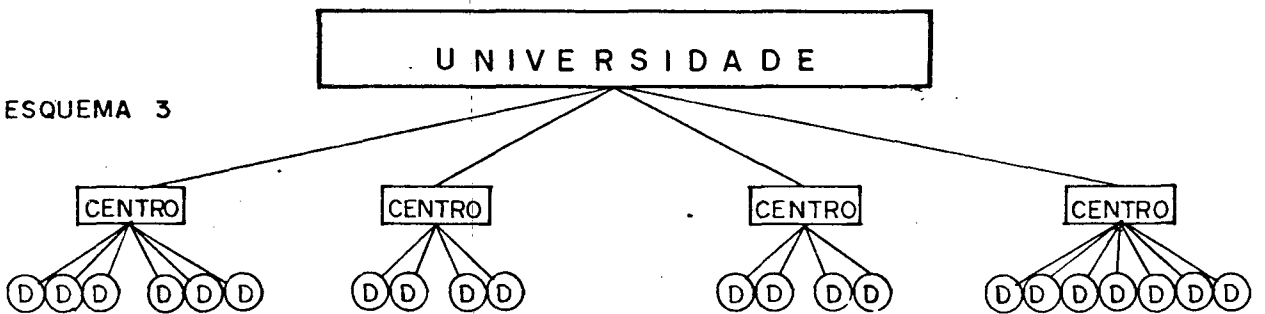 UNIVERSIDADE
ESQUEMA 3
CENTRO CENTRO CENTRO CENTRO
D D D D D D D D D D D D D D D D D D D D D